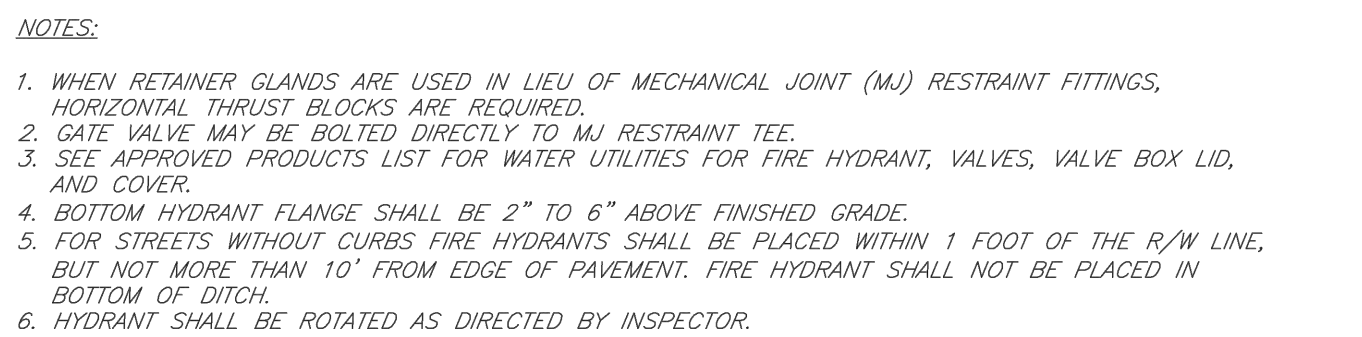 NOTES:
1. WHEN RETAINER GLANDS ARE USED IN LIEU OF MECHANICAL JOINT (MJ) RESTRAINT FITTINGS,
HORIZONTAL THRUST BLOCKS ARE REQUIRED.
2. GATE VALVE MAY BE BOLTED DIRECTLY TO MJ RESTRAINT TEE.
3. SEE APPROVED PRODUCTS LIST FOR WATER UTILITIES FOR FIRE HYDRANT, VALVES, VALVE BOX LID,
AND COVER.
4. BOTTOM HYDRANT FLANGE SHALL BE 2" TO 6" ABOVE FINISHED GRADE.
5. FOR STREETS WITHOUT CURBS FIRE HYDRANTS SHALL BE PLACED WITHIN 1 FOOT OF THE R/W LINE,
BUT NOT MORE THAN 10' FROM EDGE OF PAVEMENT. FIRE HYDRANT SHALL NOT BE PLACED IN
BOTTOM OF DITCH.
6. HYDRANT SHALL BE ROTATED AS DIRECTED BY INSPECTOR.